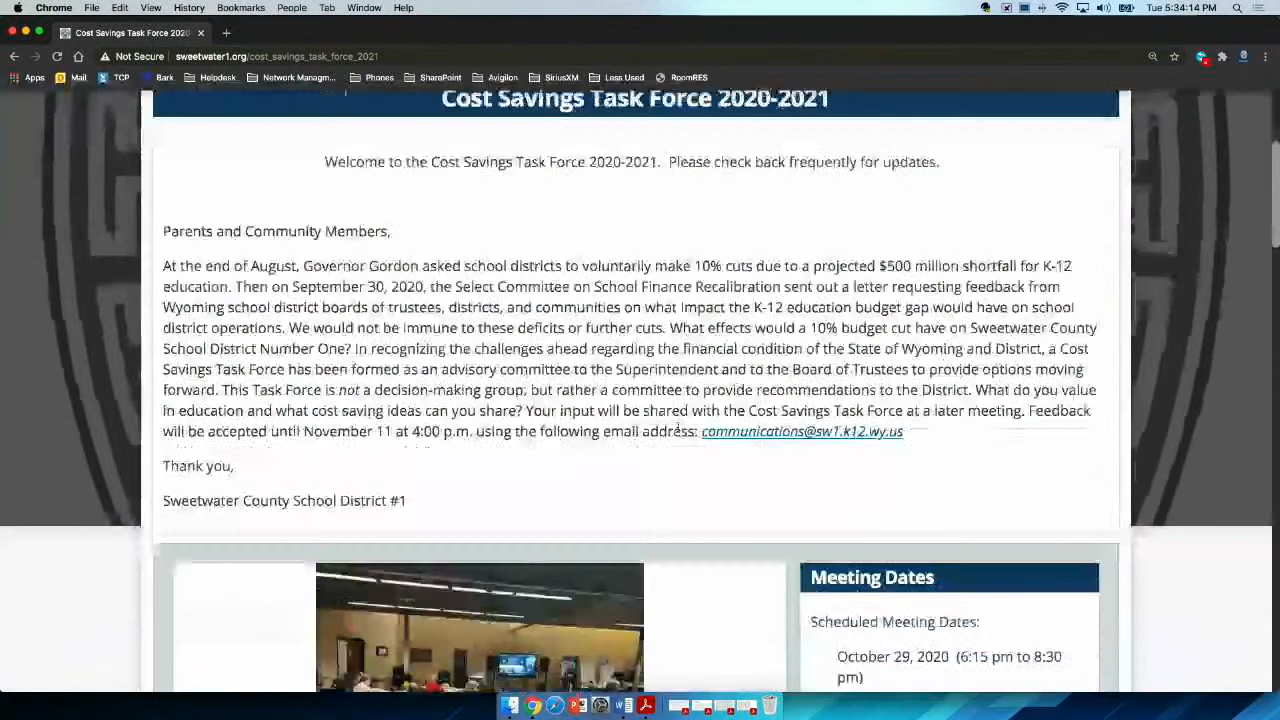 Chrome File Edit View History Bookmarks People Tab Window Help Tue 5:34:14 PM
Cost Savings Task Force 2020-
Not Secure sweetwater1.org/cost_savings_task_force_2021
Apps Mail TCP Bark Helpdesk Network Managm... Phones SharePoint Avigilon SiriusXM Less Used RoomRES
Cost Savings Task Force 2020-2021
Welcome to the Cost Savings Task Force 2020-2021. Please check back frequently for updates.
Parents and Community Members,
At the end of August, Governor Gordon asked school districts to voluntarily make 10% cuts due to a projected $500 million shortfall for K-12
education. Then on September 30, 2020, the Select Committee on School Finance Recalibration sent out a letter requesting feedback from
Wyoming school district boards of trustees, districts, and communities on what impact the K-12 education budget gap would have on school
district operations. We would not be immune to these deficits or further cuts. What effects would a 10% budget cut have on Sweetwater County
School District Number One? In recognizing the challenges ahead regarding the financial condition of the State of Wyoming and District, a Cost
Savings Task Force has been formed as an advisory committee to the Superintendent and to the Board of Trustees to provide options moving
forward. This Task Force is not a decision-making group, but rather a committee to provide recommendations to the District. What do you value
in education and what cost saving ideas can you share? Your input will be shared with the Cost Savings Task Force at a later meeting. Feedback
will be accepted until November 11 at 4:00 p.m. using the following email address: communications@sw1.k12.wy.us
Thank you,
Sweetwater County School District #1
Meeting Dates
Scheduled Meeting Dates:
October 29, 2020 (6:15 pm to 8:30
pm)